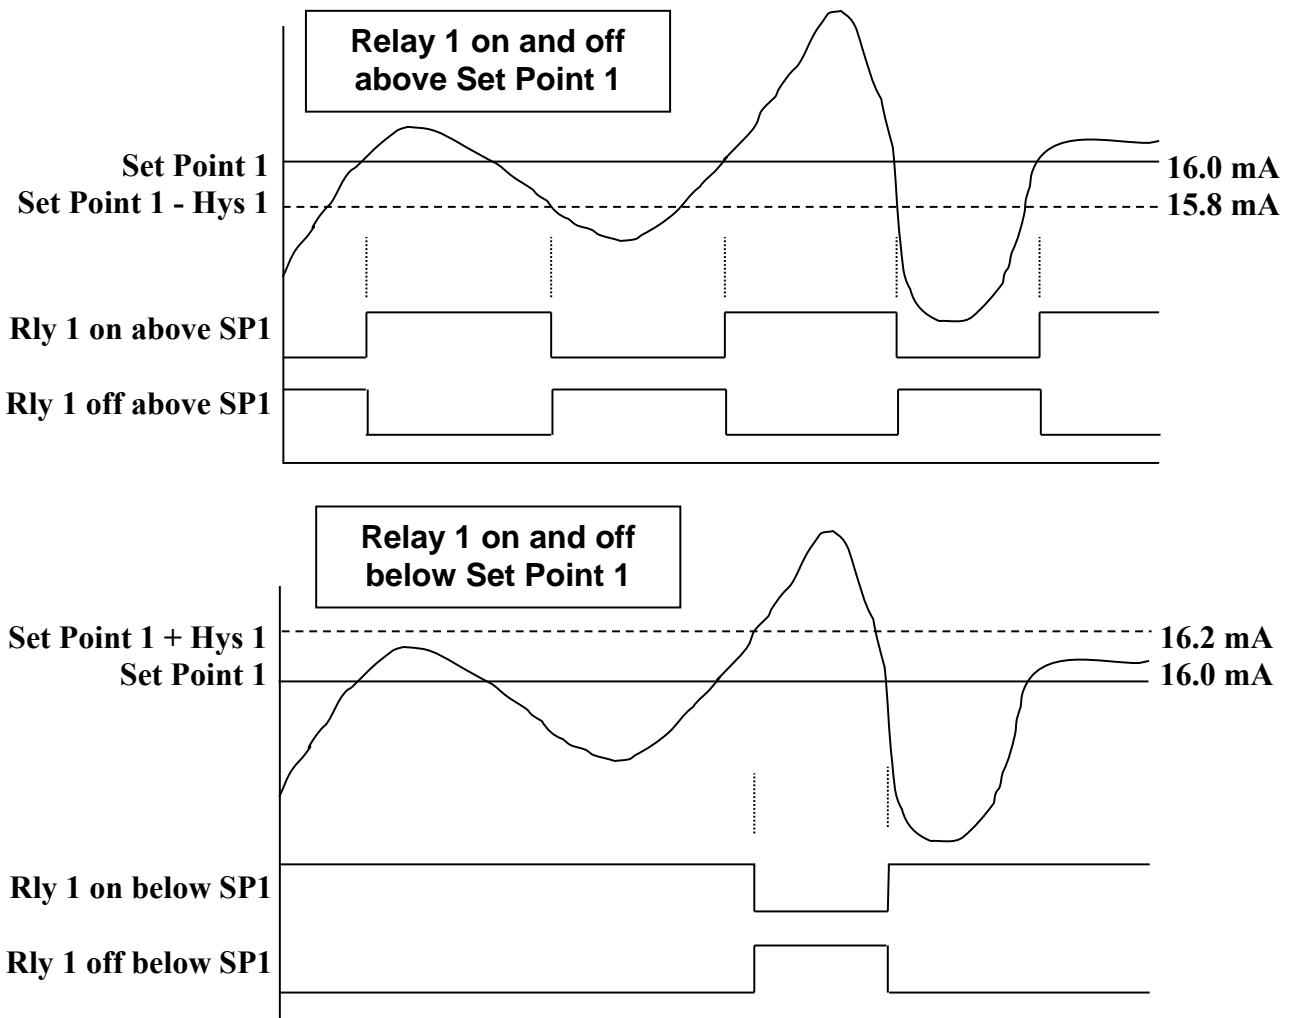 Relay 1 on and off
above Set Point 1
Set Point 1
16.0 mA
Set Point 1 - Hys 1
15.8 mA
Rly 1 on above SP1
Rly 1 off above SP1
Relay 1 on and off
below Set Point 1
Set Point 1 + Hys 1
16.2 mA
Set Point 1
16.0 mA
Rly 1 on below SP1
Rly 1 off below SP1